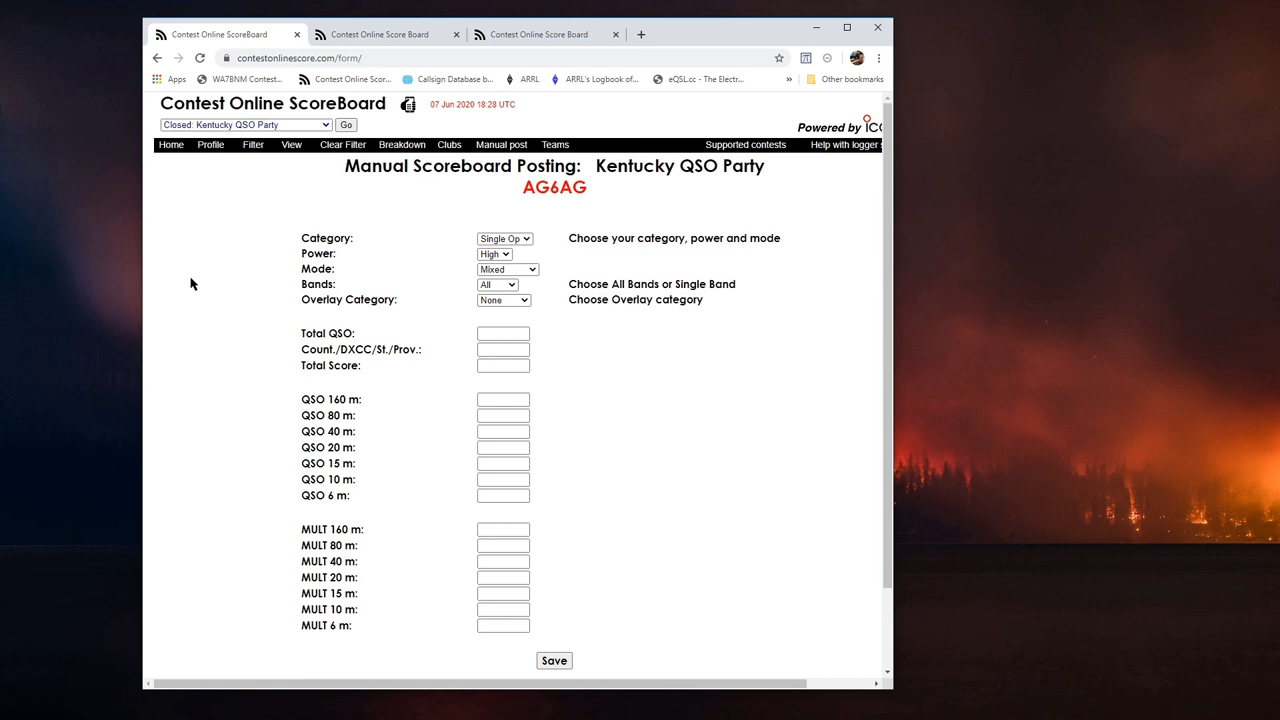 Contest Online ScoreBoard
Contest Online Score Board
Contest Online Score Board
contestonlinescore.com/form/
Apps WA7BNM Contest... Contest Online Scor... Callsign Database b... ARRL ARRL's Logbook of... eQSL.cc - The Electr... » Other bookmarks
Contest Online ScoreBoard 07 Jun 2020 18:28 UTC
Closed: Kentucky QSO Party Go
Powered by
Home Profile Filter View Clear Filter Breakdown Clubs Manual post Teams Supported contests Help with logger
Manual Scoreboard Posting: Kentucky QSO Party
AG6AG
Category: Single Op Choose your category, power and mode
Power: High
Mode: Mixed
Bands: All Choose All Bands or Single Band
Overlay Category: None Choose Overlay category
Total QSO:
Count./DXCC/St./Prov.:
Total Score:
QSO 160 m:
QSO 80 m:
QSO 40 m:
QSO 20 m:
QSO 15 m:
QSO 10 m:
QSO 6 m:
MULT 160 m:
MULT 80 m:
MULT 40 m:
MULT 20 m:
MULT 15 m:
MULT 10 m:
MULT 6 m:
Save